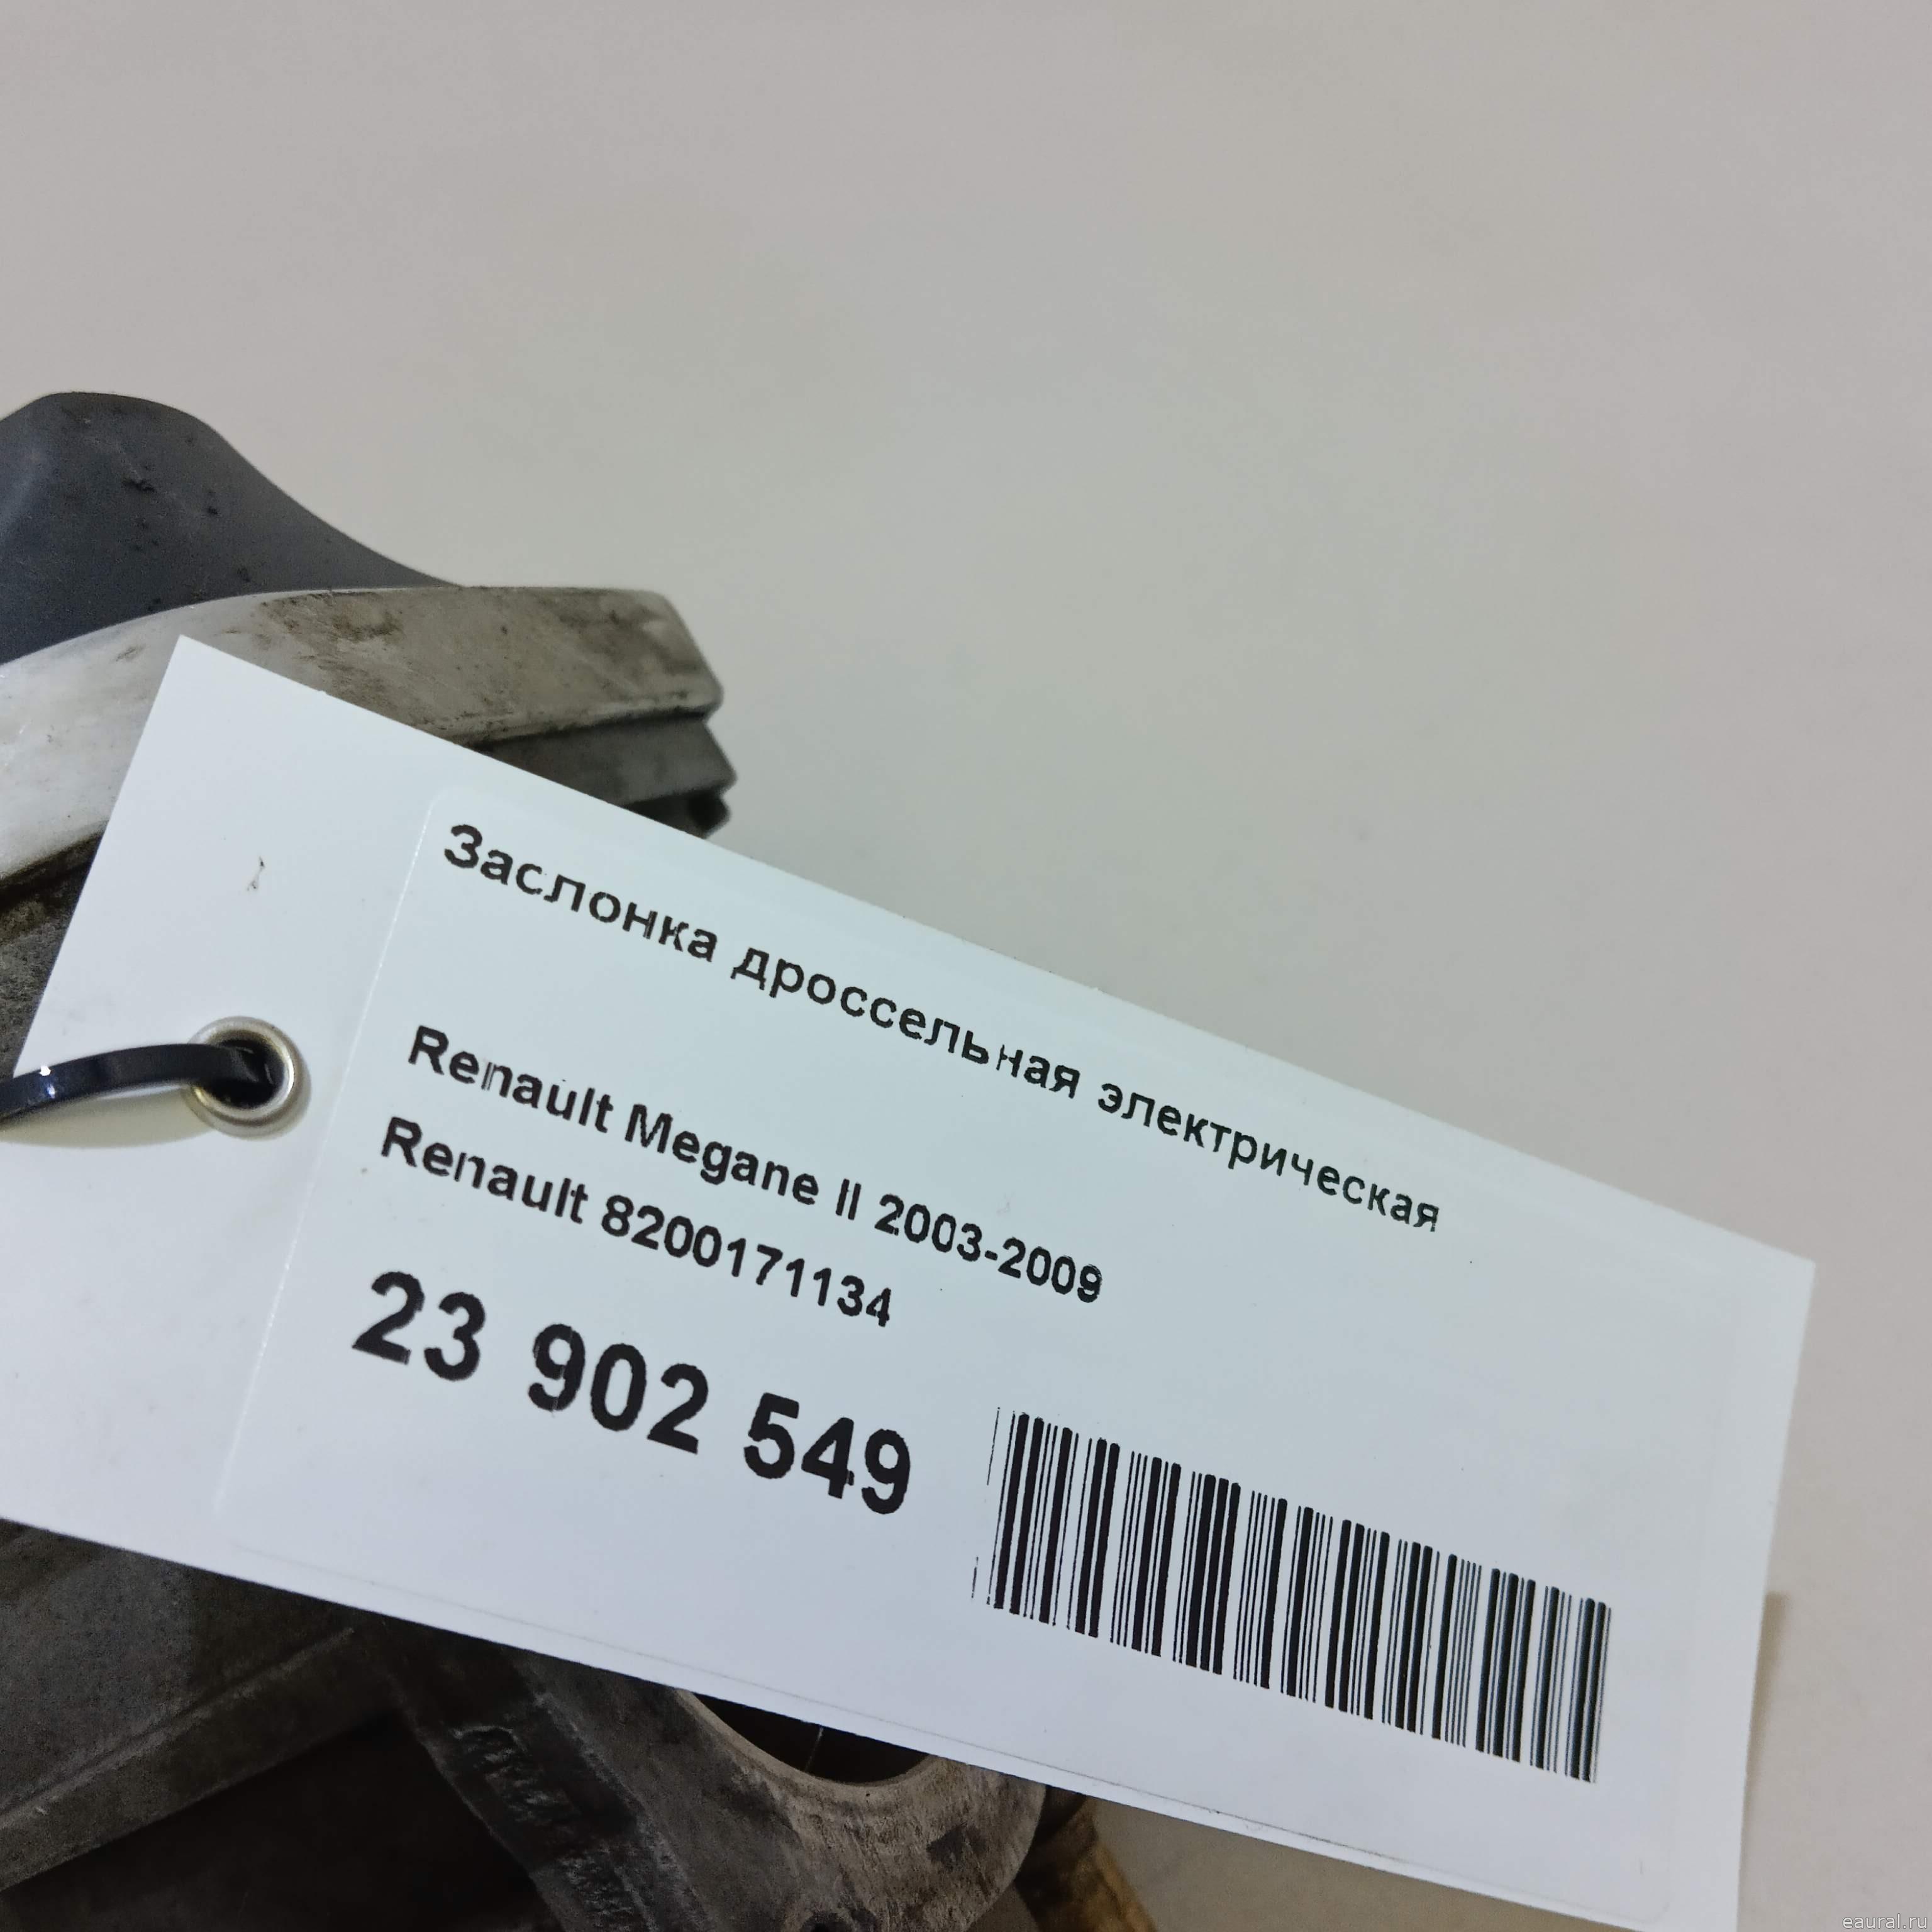 Заслонка дроссельная электрическая
Renault Megane II 2003-2009
Renault 8200171134
23 902 549
eaural.ru